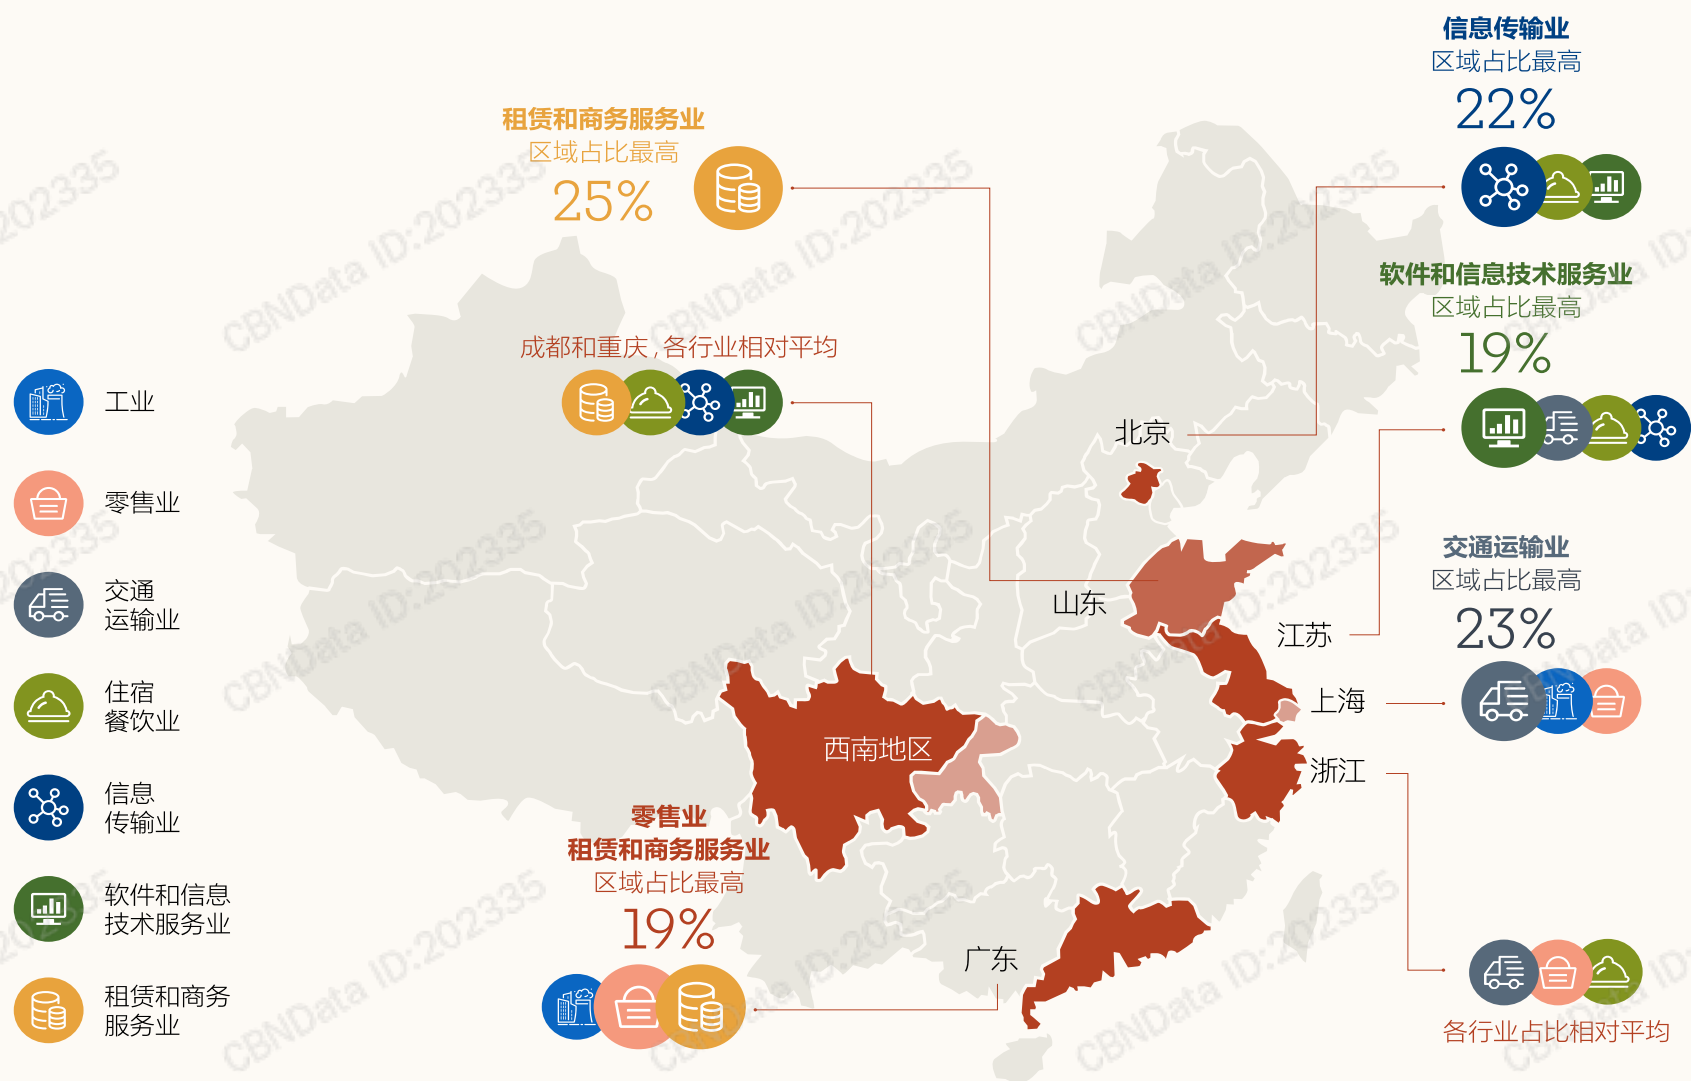 信息传输业
区域占比最高
22%
租赁和商务服务业
区域占比最高
25%
软件和信息技术服务业
区域占比最高
19%
成都和重庆,各行业相对平均
北京
交通运输业
区域占比最高
23%
山东
江苏
上海
西南地区
浙江
零售业
租赁和商务服务业
区域占比最高
19%
广东
各行业占比相对平均
工业
零售业
交通
运输业
住宿
餐饮业
信息
传输业
软件和信息
技术服务业
租赁和商务
服务业
CBNData ID:202335